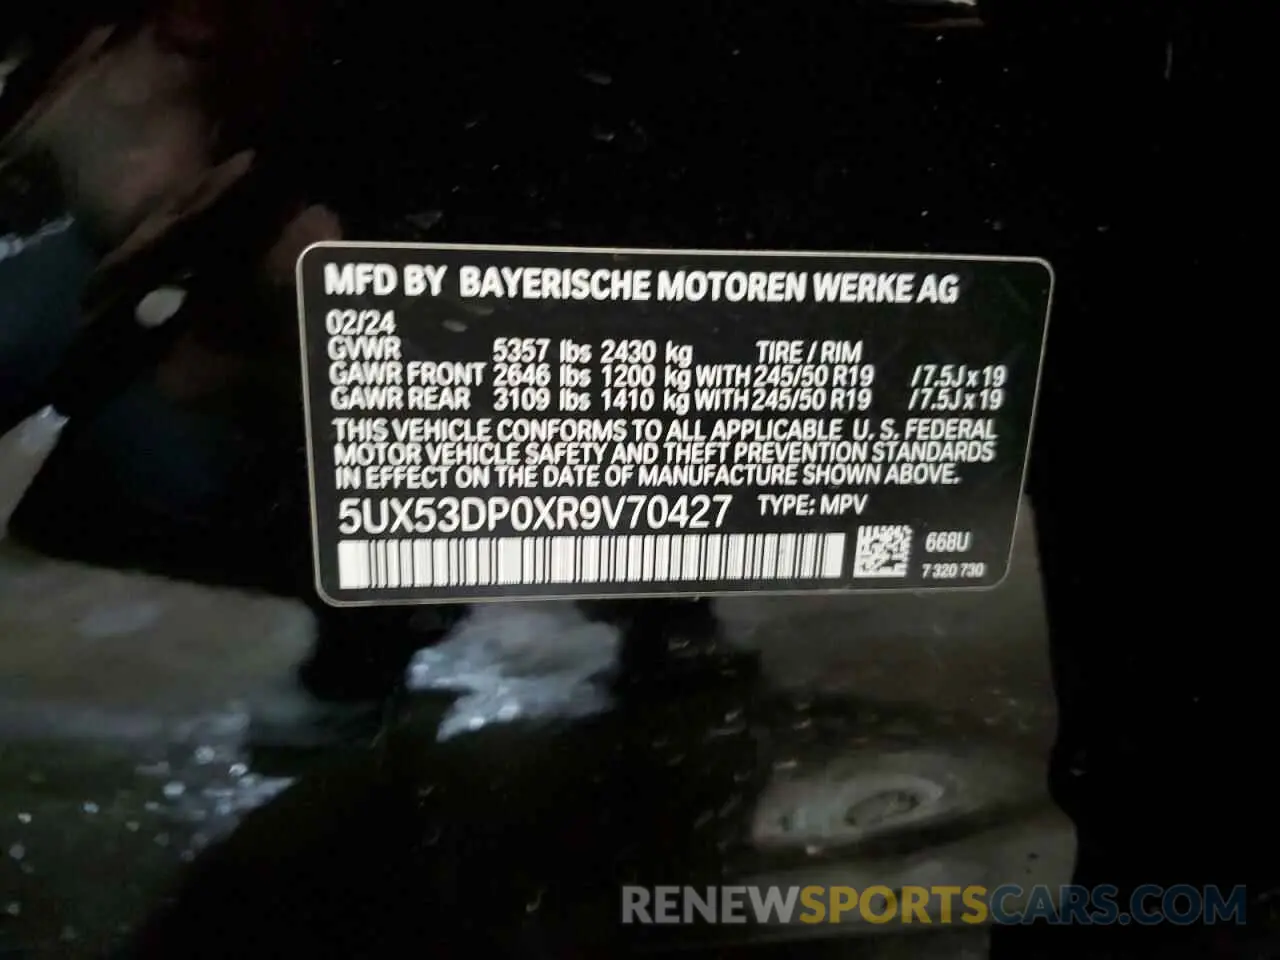 MFD BY BAYERISCHE MOTOREN WERKE AG
02/24
GVWR 5357 lbs 2430 kg TIRE / RIM
GAWR FRONT 2646 lbs 1200 kg WITH 245/50 R19 / 7.5J x 19
GAWR REAR 3109 lbs 1410 kg WITH 245/50 R19 / 7.5J x 19
THIS VEHICLE CONFORMS TO ALL APPLICABLE U. S. FEDERAL
MOTOR VEHICLE SAFETY AND THEFT PREVENTION STANDARDS
IN EFFECT ON THE DATE OF MANUFACTURE SHOWN ABOVE.
5UX53DP0XR9V70427 TYPE: MPV
668U
7 320 730
RENEWSPORTSCARS.COM